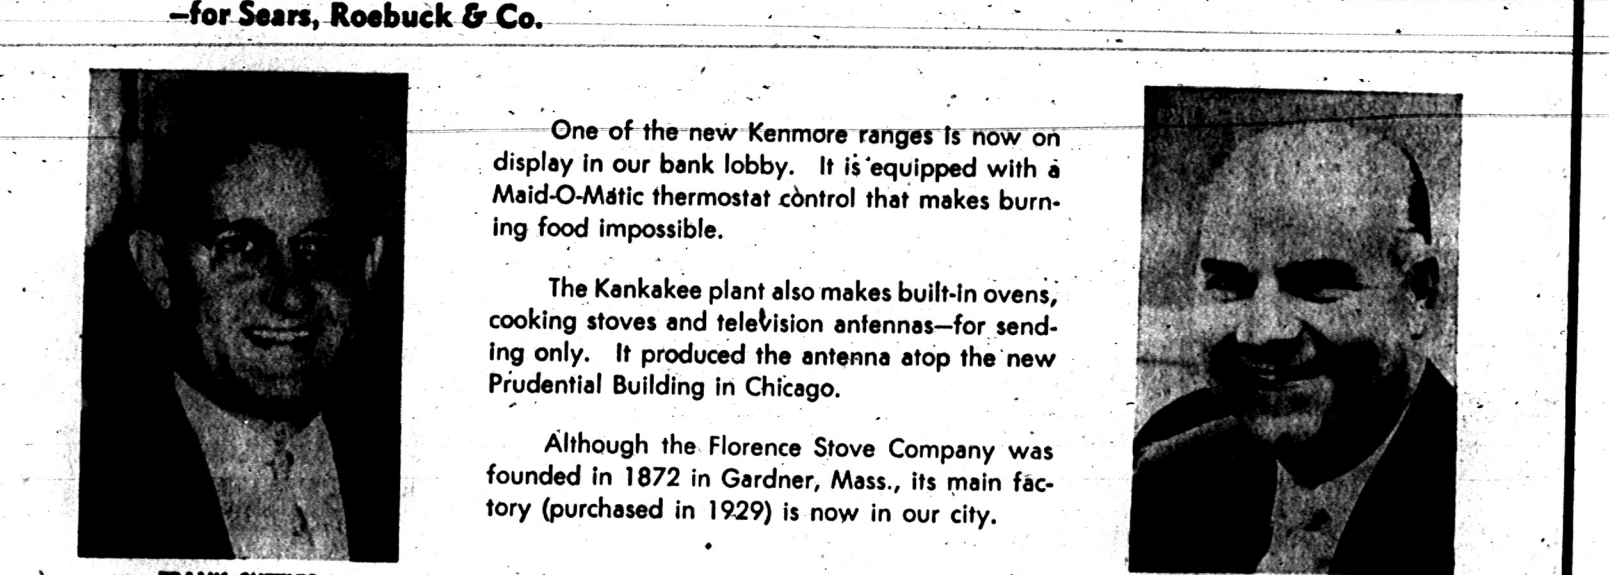 —for Sears, Roebuck & Co.
One of the new Kenmore ranges is now on
display in our bank lobby. It is equipped with a
Maid-O-Matic thermostat control that makes burn-
ing food impossible.
The Kankakee plant also makes built-in ovens,
cooking stoves and television antennas—for send-
ing only. It produced the antenna atop the new
Prudential Building in Chicago.
Although the Florence Stove Company was
founded in 1872 in Gardner, Mass., its main fac-
tory (purchased in 1929) is now in our city.